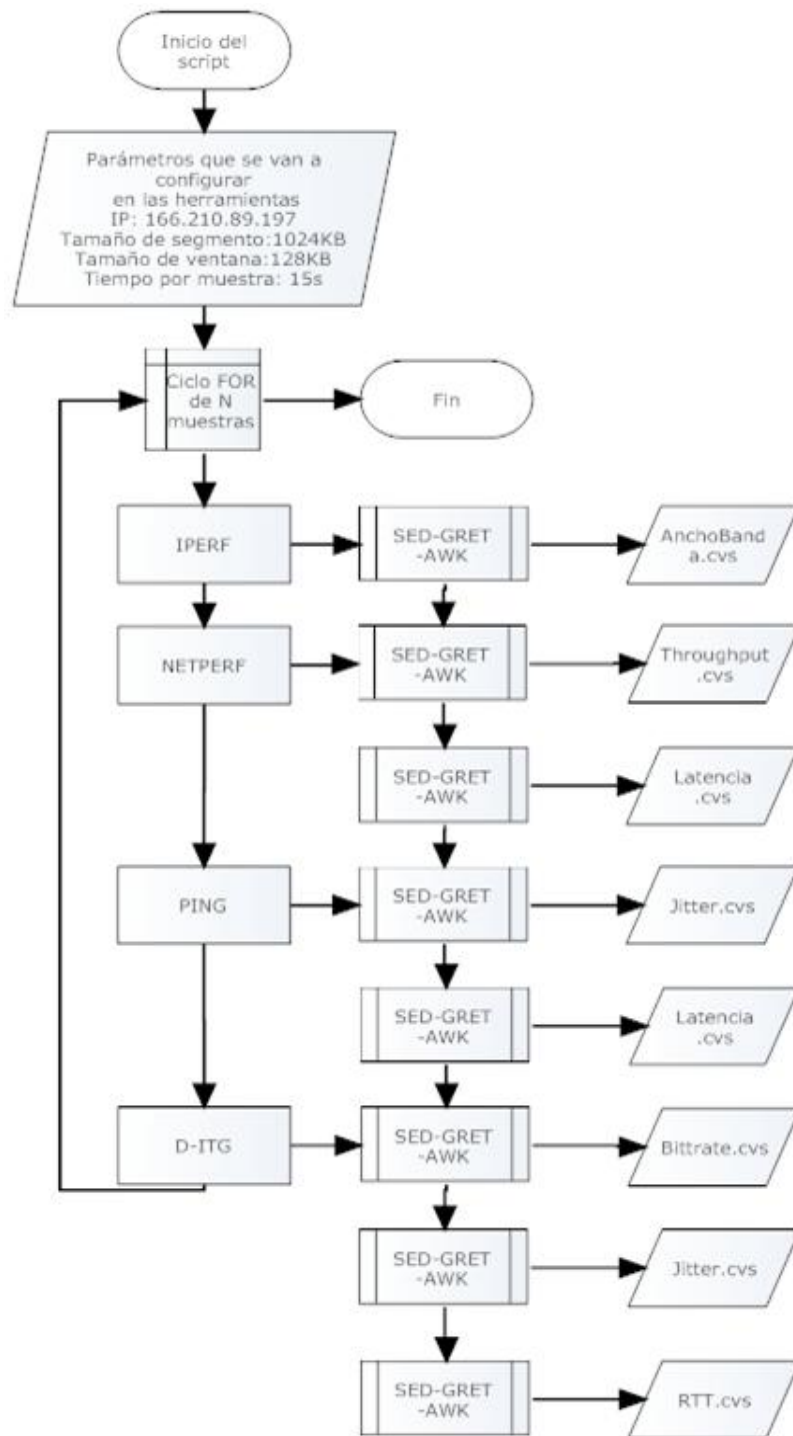 Inicio del
script
Parámetros que se van a
configurar
en las herramientas
IP: 166.210.89.197
Tamaño de segmento:1024KB
Tamaño de ventana:128KB
Tiempo por muestra: 15s
Ciclo FOR
de N
muestras
Fin
IPERF
SED-GRET
-AWK
AnchoBand
a.cvs
NETPERF
SED-GRET
-AWK
Throughput
.cvs
SED-GRET
-AWK
Latencia
.cvs
PING
SED-GRET
-AWK
Jitter.cvs
SED-GRET
-AWK
Latencia
.cvs
D-ITG
SED-GRET
-AWK
Bittrate.cvs
SED-GRET
-AWK
Jitter.cvs
SED-GRET
-AWK
RTT.cvs